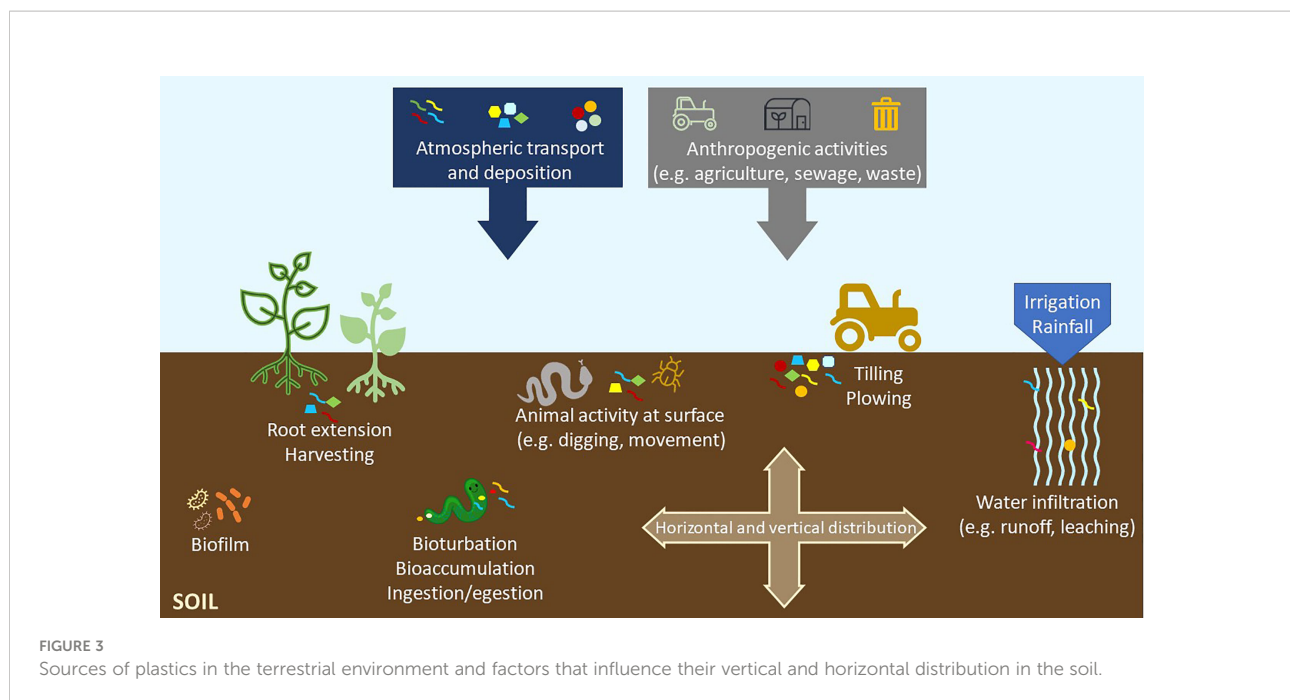 Atmospheric transport
and deposition
Anthropogenic activities
(e.g. agriculture, sewage, waste)
Irrigation
Rainfall
Tilling
Plowing
Animal activity at surface
(e.g. digging, movement)
Root extension
Harvesting
Water infiltration
(e.g. runoff, leaching)
Horizontal and vertical distribution
Biofilm
Bioturbation
Bioaccumulation
Ingestion/egestion
SOIL
FIGURE 3
Sources of plastics in the terrestrial environment and factors that influence their vertical and horizontal distribution in the soil.